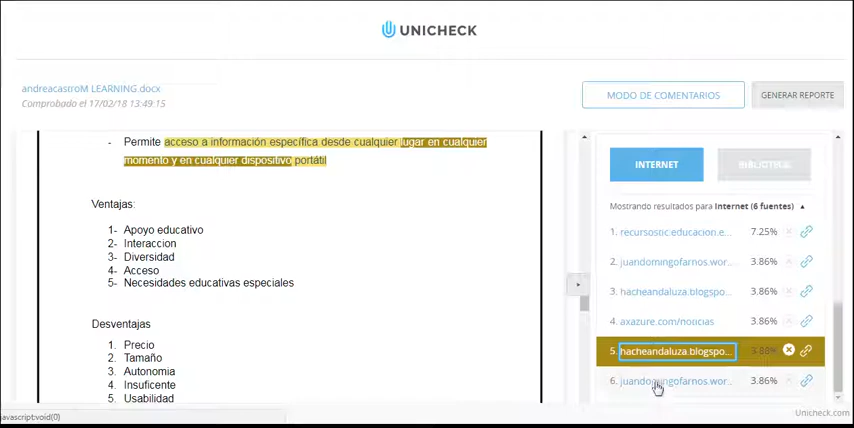 UNICHECK
andreacastroM LEARNING.docx
Comprobado el 17/02/18 13:49:15
MODO DE COMENTARIOS
GENERAR REPORTE
- Permite acceso a información específica desde cualquier lugar en cualquier
momento y en cualquier dispositivo portátil
Ventajas:
1- Apoyo educativo
2- Interaccion
3- Diversidad
4- Acceso
5- Necesidades educativas especiales
Desventajas
1. Precio
2. Tamaño
3. Autonomia
4. Insuficente
5. Usabilidad
INTERNET
BIBLIOTECA
Mostrando resultados para Internet (6 fuentes)
1. recursostic.educacion.e... 7.25%
2. juandomingofarnos.wor... 3.86%
3. hacheandaluza.blogspo... 3.86%
4. axazure.com/noticias 3.86%
5. hacheandaluza.blogspo... 3.86%
6. juandomingofarnos.wor... 3.86%
javascript:void(0)
Unicheck.com